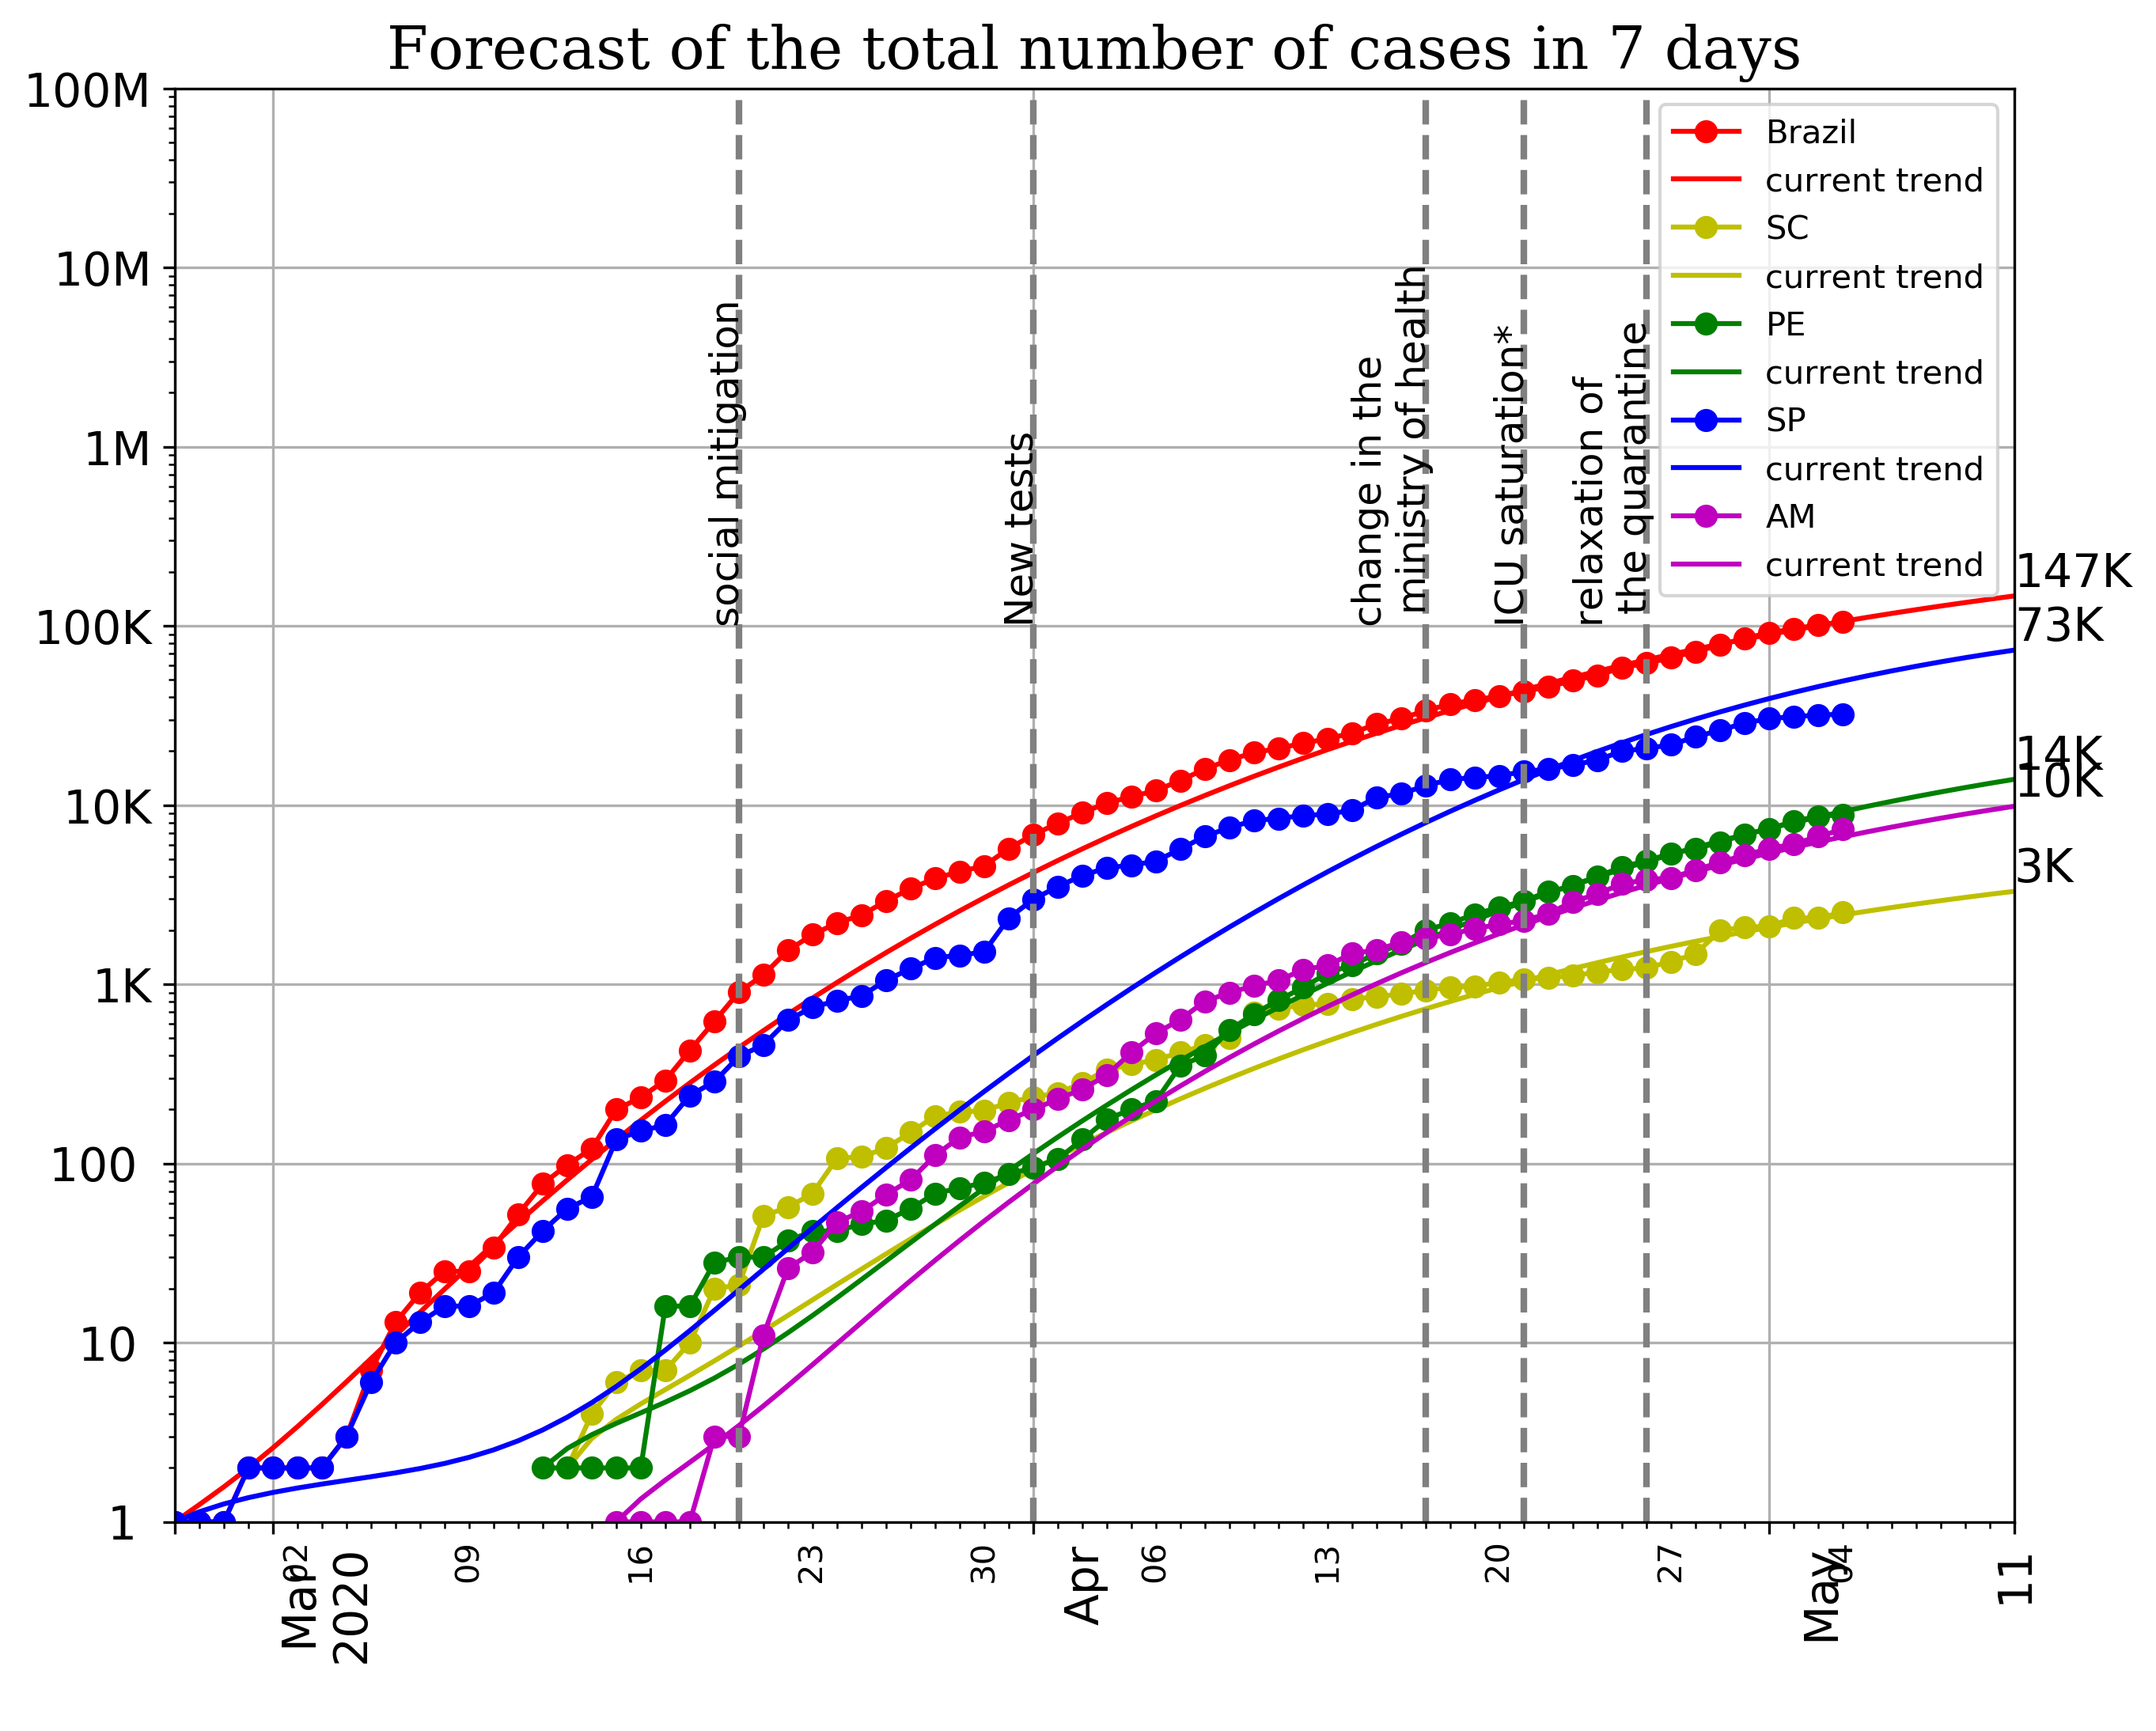 Forecast of the total number of cases in 7 days
100M
10M
1M
100K
10K
1K
100
10
1
social mitigation
New tests
change in the
ministry of health
ICU saturation*
relaxation of
the quarantine
Brazil
current trend
SC
current trend
PE
current trend
SP
current trend
AM
current trend
147K
73K
14K
10K
3K
02
09
16
23
30
06
13
20
27
04
Mar
2020
Apr
May
11